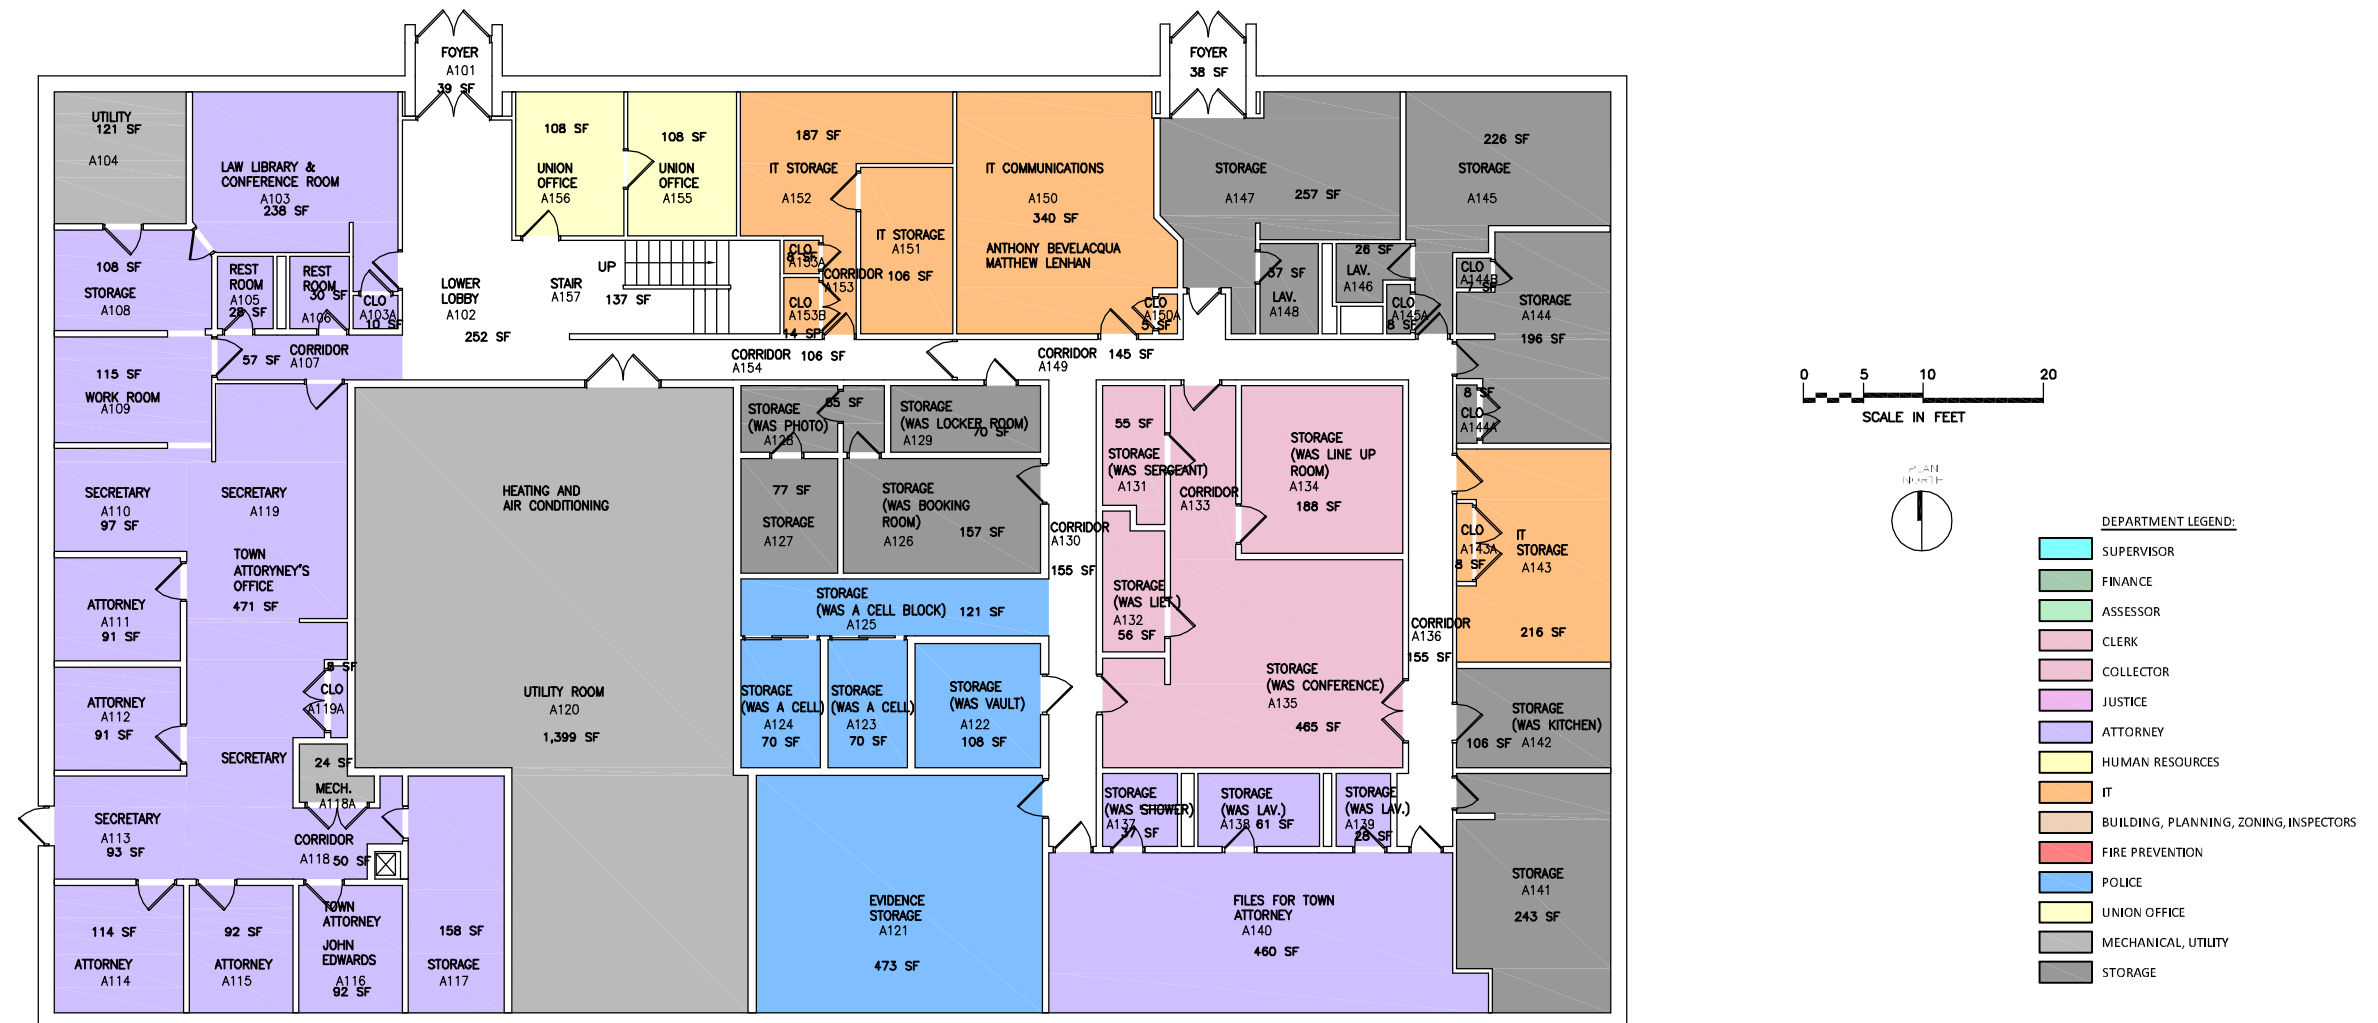 FOYER
A101
39 SF
FOYER
38 SF
UTILITY
121 SF
A104
LAW LIBRARY &
CONFERENCE ROOM
A103
238 SF
108 SF
UNION
OFFICE
A156
108 SF
UNION
OFFICE
A155
187 SF
IT STORAGE
A152
IT STORAGE
A151
106 SF
IT COMMUNICATIONS
A150
340 SF
ANTHONY BEVELACQUA
MATTHEW LENHAN
STORAGE
A147
257 SF
226 SF
STORAGE
A145
108 SF
STORAGE
A108
REST
ROOM
A105
28 SF
REST
ROOM
30 SF
A106
CLO
A103A
10 SF
LOWER
LOBBY
A102
252 SF
STAIR
A157
UP
137 SF
CLO
8 SF
A153A
CORRIDOR
A153
CLO
A153B
14 SF
CLO
A150A
5 SF
37 SF
LAV.
A148
26 SF
LAV.
A146
CLO
A145A
8 SF
CLO
A144B
7 SF
STORAGE
A144
196 SF
57 SF
CORRIDOR
A107
CORRIDOR 106 SF
A154
CORRIDOR 145 SF
A149
115 SF
WORK ROOM
A109
STORAGE
(WAS PHOTO)
A128
65 SF
STORAGE
(WAS LOCKER ROOM)
A129
70 SF
55 SF
STORAGE
(WAS SERGEANT)
A131
CORRIDOR
A133
STORAGE
(WAS LINE UP
ROOM)
A134
188 SF
8 SF
CLO
A144A
0 5 10 20
SCALE IN FEET
PLAN
NORTH
SECRETARY
A110
97 SF
SECRETARY
A119
TOWN
ATTORYNEY'S
OFFICE
471 SF
HEATING AND
AIR CONDITIONING
UTILITY ROOM
A120
1,399 SF
77 SF
STORAGE
A127
STORAGE
(WAS BOOKING
ROOM)
A126
157 SF
CORRIDOR
A130
155 SF
STORAGE
(WAS LIET.)
A132
56 SF
IT
STORAGE
A143
216 SF
CLO
A143A
8 SF
ATTORNEY
A111
91 SF
STORAGE
(WAS A CELL BLOCK)
A125
121 SF
CORRIDOR
A136
155 SF
ATTORNEY
A112
91 SF
8 SF
CLO
A119A
STORAGE
(WAS A CELL)
A124
70 SF
STORAGE
(WAS A CELL)
A123
70 SF
STORAGE
(WAS VAULT)
A122
108 SF
STORAGE
(WAS CONFERENCE)
A135
465 SF
STORAGE
(WAS KITCHEN)
A142
106 SF
SECRETARY
24 SF
MECH.
A118A
SECRETARY
A113
93 SF
CORRIDOR
A118
50 SF
STORAGE
(WAS SHOWER)
A137
37 SF
STORAGE
(WAS LAV.)
A138
61 SF
STORAGE
(WAS LAV.)
A139
28 SF
114 SF
ATTORNEY
A114
92 SF
ATTORNEY
A115
TOWN
ATTORNEY
JOHN
EDWARDS
A116
92 SF
158 SF
STORAGE
A117
EVIDENCE
STORAGE
A121
473 SF
FILES FOR TOWN
ATTORNEY
A140
460 SF
STORAGE
A141
243 SF
DEPARTMENT LEGEND:
SUPERVISOR
FINANCE
ASSESSOR
CLERK
COLLECTOR
JUSTICE
ATTORNEY
HUMAN RESOURCES
IT
BUILDING, PLANNING, ZONING, INSPECTORS
FIRE PREVENTION
POLICE
UNION OFFICE
MECHANICAL, UTILITY
STORAGE